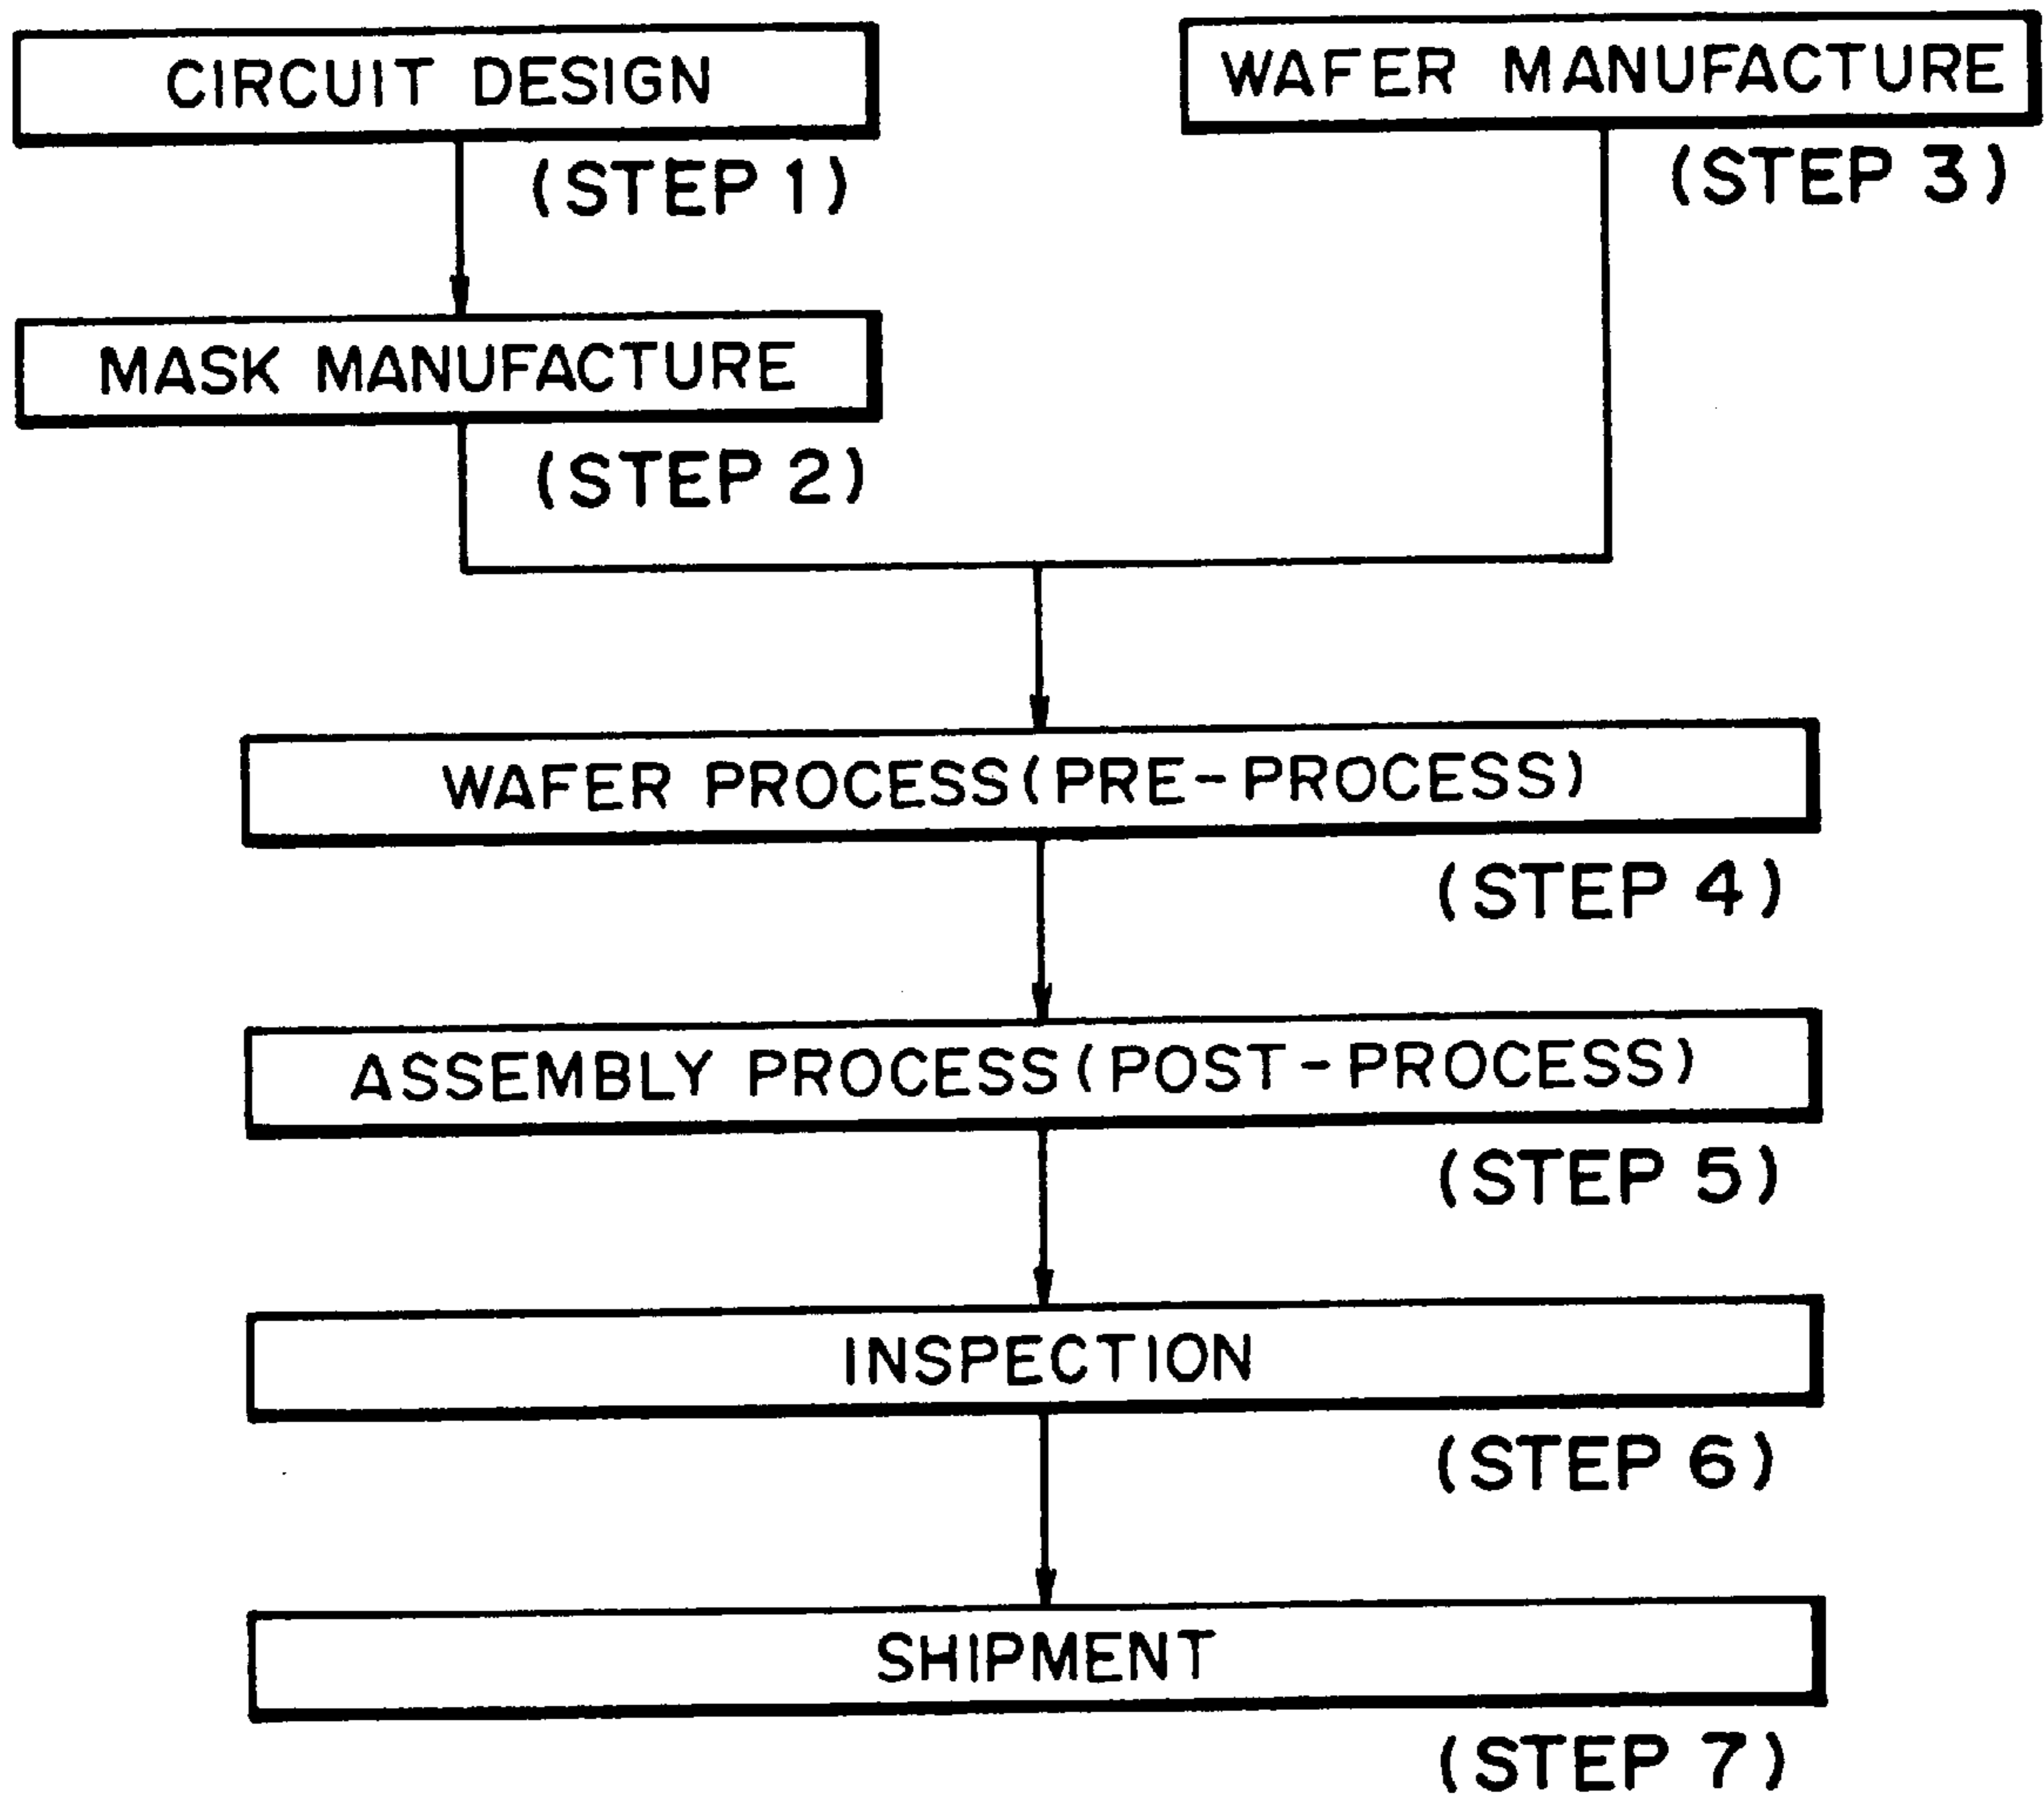 CIRCUIT DESIGN
(STEP 1)
WAFER MANUFACTURE
(STEP 3)
MASK MANUFACTURE
(STEP 2)
WAFER PROCESS (PRE-PROCESS)
(STEP 4)
ASSEMBLY PROCESS (POST-PROCESS)
(STEP 5)
INSPECTION
(STEP 6)
SHIPMENT
(STEP 7)